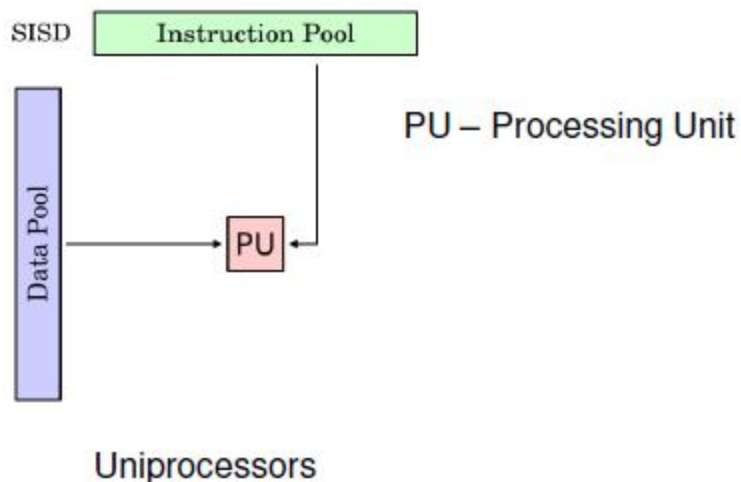 SISD
Instruction Pool
PU – Processing Unit
Data Pool
PU
Uniprocessors